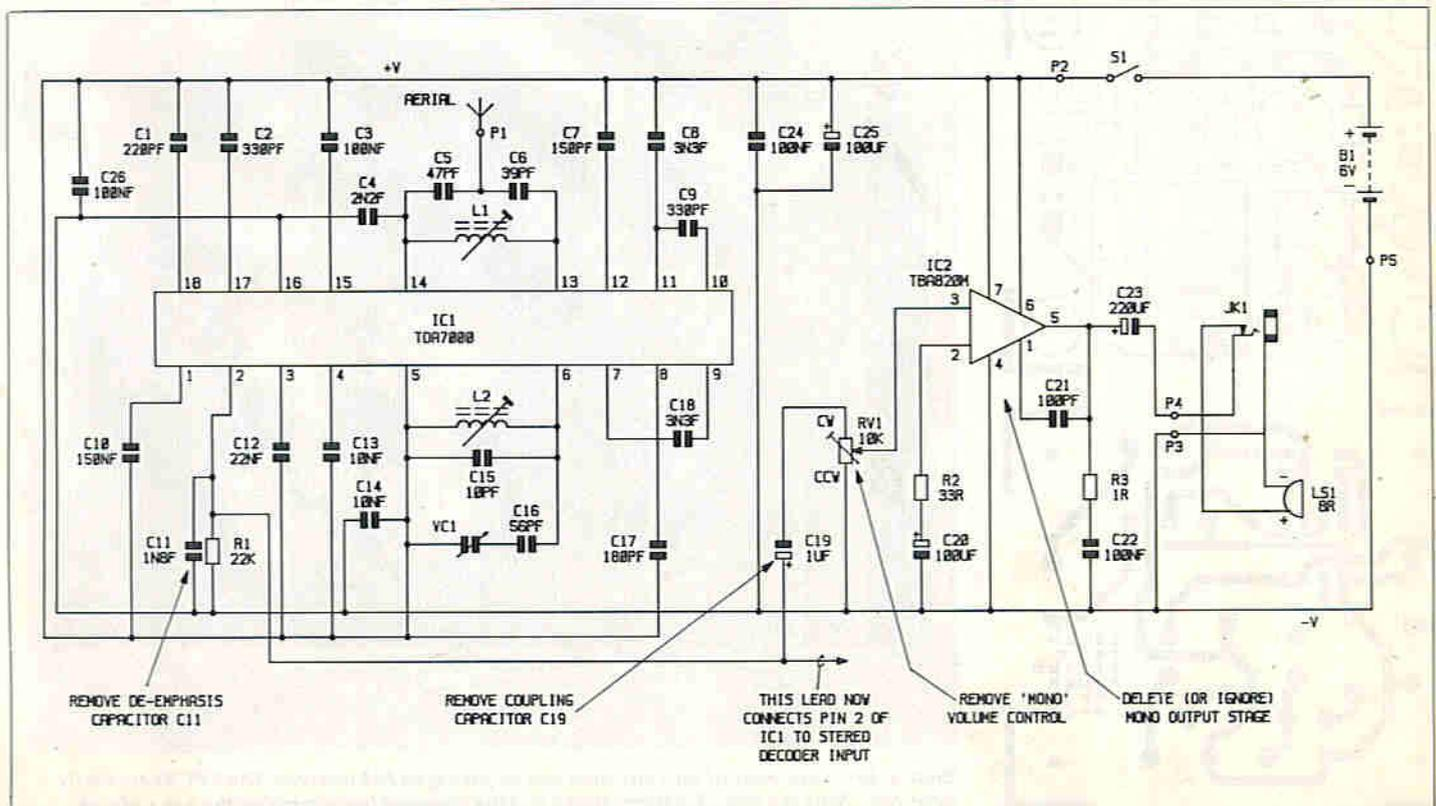 +V
P2
S1
AERIAL
P1
C1
220PF
C2
330PF
C3
100NF
C26
100NF
C4
2N2F
C5
47PF
C6
39PF
L1
C7
150PF
C8
3N3F
C9
330PF
C24
100NF
+
C25
100UF
+
B1
6V
-
P5
18 17 16 15 14 13 12 11 10
IC1
TDA7000
1 2 3 4 5 6 7 8 9
IC2
TBA820M
3
2
7
6
5
1
4
C23
220UF
+
JK1
P4
P3
L2
C15
10PF
VC1
C16
56PF
C18
3N3F
C10
150NF
C11
1N8F
R1
22K
C12
22NF
C13
10NF
C14
10NF
C17
180PF
CW
CCW
RV1
10K
C19
1UF
+
R2
33R
+
C20
100UF
C21
100PF
R3
1R
C22
100NF
-
LS1
8R
+
-V
REMOVE DE-EMPHASIS
CAPACITOR C11
REMOVE COUPLING
CAPACITOR C19
THIS LEAD NOW
CONNECTS PIN 2 OF
IC1 TO STEREO
DECODER INPUT
REMOVE 'MONO'
VOLUME CONTROL
DELETE (OR IGNORE)
MONO OUTPUT STAGE